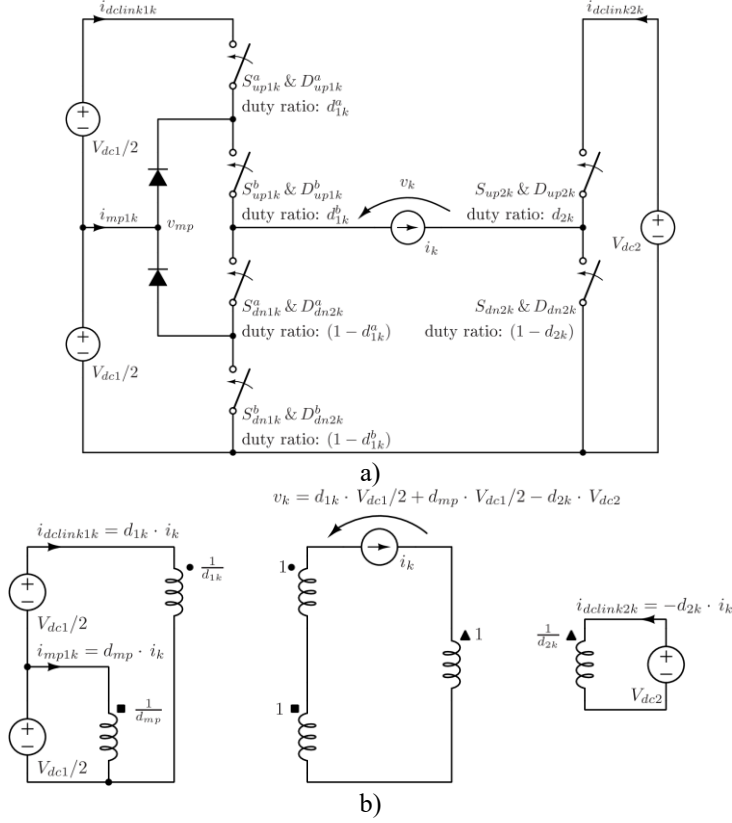 i_{dclink1k}
i_{dclink2k}
S^a_{up1k} & D^a_{up1k}
duty ratio: d^a_{1k}
V_{dc1}/2
S^b_{up1k} & D^b_{up1k}
duty ratio: d^b_{1k}
v_k
S_{up2k} & D_{up2k}
duty ratio: d_{2k}
i_{mp1k}
v_{mp}
i_k
V_{dc2}
S^a_{dn1k} & D^a_{dn2k}
duty ratio: (1 − d^a_{1k})
S_{dn2k} & D_{dn2k}
duty ratio: (1 − d_{2k})
V_{dc1}/2
S^b_{dn1k} & D^b_{dn2k}
duty ratio: (1 − d^b_{1k})
a)
v_k = d_{1k} · V_{dc1}/2 + d_{mp} · V_{dc1}/2 − d_{2k} · V_{dc2}
i_{dclink1k} = d_{1k} · i_k
1/d_{1k}
1
i_k
V_{dc1}/2
i_{dclink2k} = −d_{2k} · i_k
1
1/d_{2k}
i_{mp1k} = d_{mp} · i_k
1/d_{mp}
1
V_{dc2}
V_{dc1}/2
b)